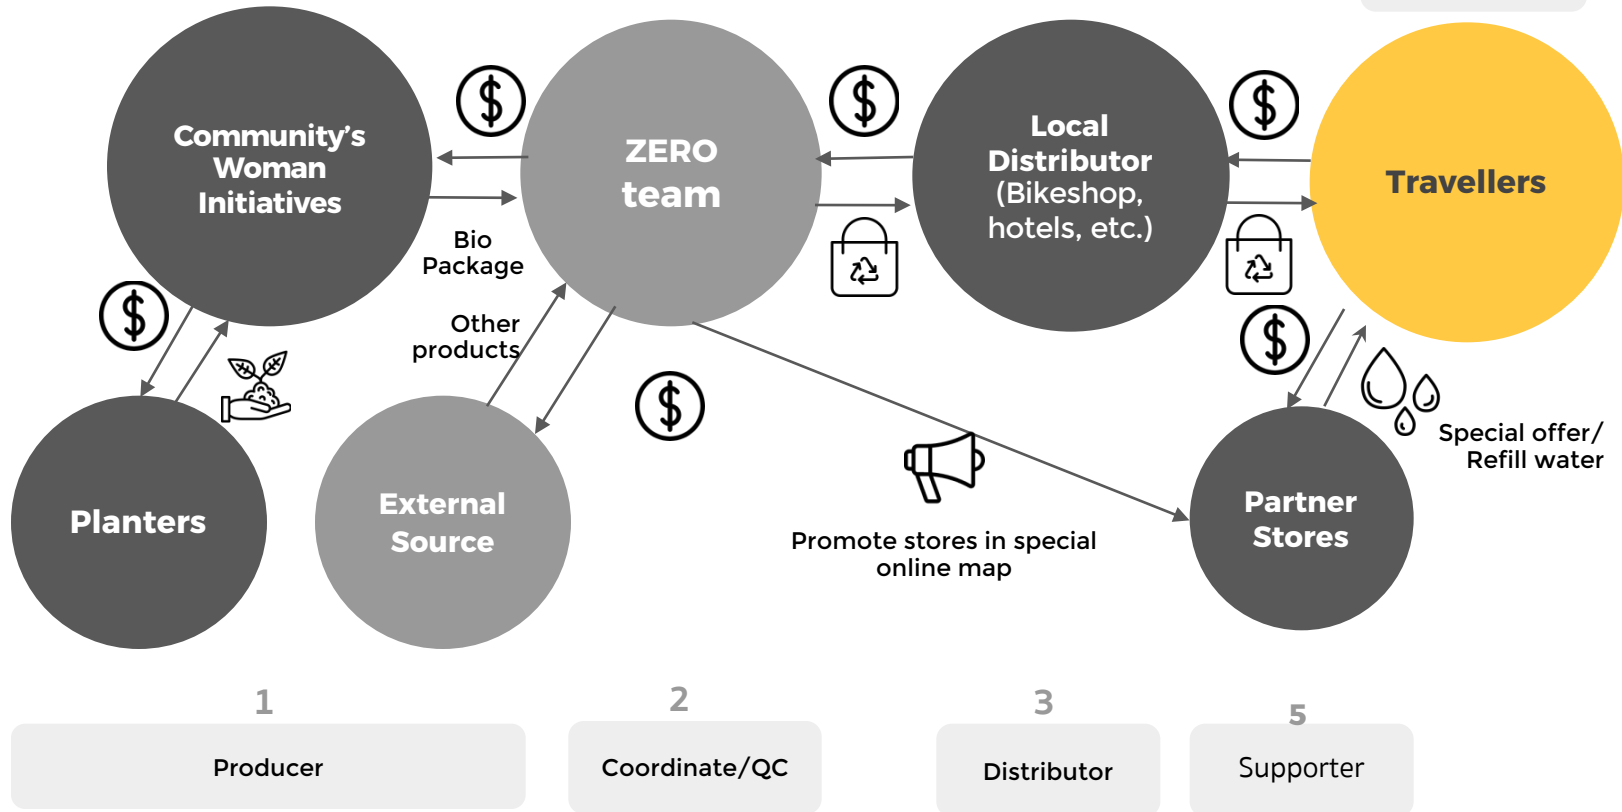 Community's
Woman
Initiatives
ZERO
team
Local
Distributor
(Bikeshop,
hotels, etc.)
Travellers
Bio
Package
Other
products
Planters
External
Source
Promote stores in special
online map
Partner
Stores
Special offer/
Refill water
1
2
3
5
Producer
Coordinate/QC
Distributor
Supporter